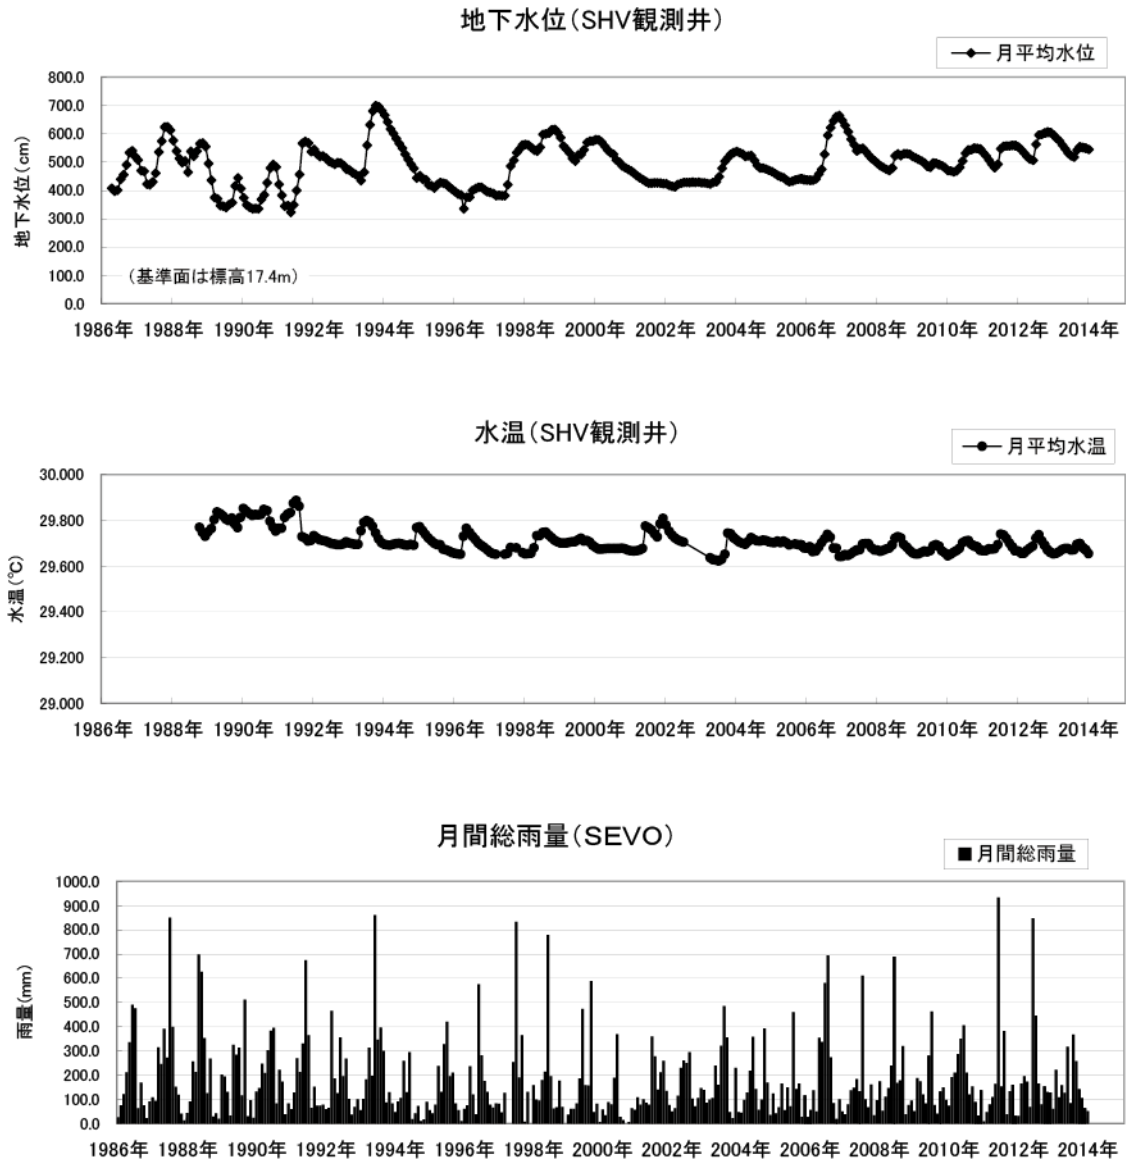 地下水位(SHV観測井)
月平均水位
800.0
700.0
600.0
500.0
400.0
300.0
200.0
100.0
0.0
地下水位(cm)
(基準面は標高17.4m)
1986年 1988年 1990年 1992年 1994年 1996年 1998年 2000年 2002年 2004年 2006年 2008年 2010年 2012年 2014年
水温(SHV観測井)
月平均水温
30.000
29.800
29.600
29.400
29.200
29.000
水温(℃)
1986年 1988年 1990年 1992年 1994年 1996年 1998年 2000年 2002年 2004年 2006年 2008年 2010年 2012年 2014年
月間総雨量(SEVO)
月間総雨量
1000.0
900.0
800.0
700.0
600.0
500.0
400.0
300.0
200.0
100.0
0.0
雨量(mm)
1986年 1988年 1990年 1992年 1994年 1996年 1998年 2000年 2002年 2004年 2006年 2008年 2010年 2012年 2014年